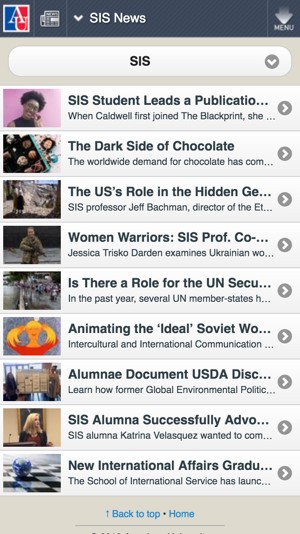 AU
SIS News
MENU
SIS
SIS Student Leads a Publicatio...
When Caldwell first joined The Blackprint, she ...
The Dark Side of Chocolate
The worldwide demand for chocolate has com...
The US's Role in the Hidden Ge...
SIS professor Jeff Bachman, director of the Et...
Women Warriors: SIS Prof. Co-...
Jessica Trisko Darden examines Ukrainian wo...
Is There a Role for the UN Secu...
In the past year, several UN member-states h...
Animating the ‘Ideal’ Soviet Wo...
Intercultural and International Communication ...
Alumnae Document USDA Disc...
Learn how former Global Environmental Politic...
SIS Alumna Successfully Advo...
SIS alumna Katrina Velasquez wanted to com...
New International Affairs Gradu...
The School of International Service has launc...
↑ Back to top • Home